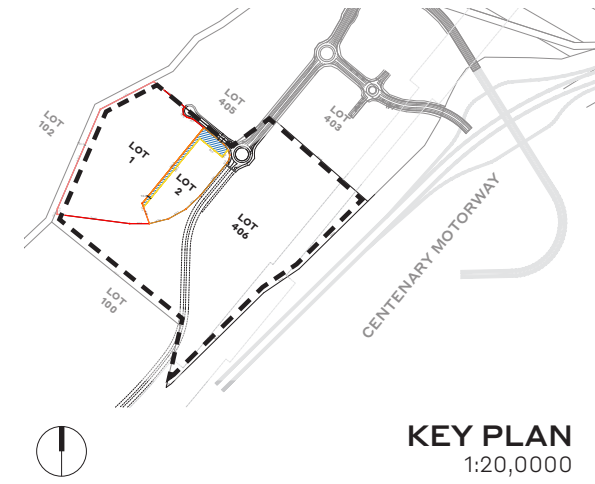 LOT
405
LOT
403
LOT
102
LOT
1
LOT
2
LOT
406
LOT
100
CENTENARY MOTORWAY
KEY PLAN
1:20,0000